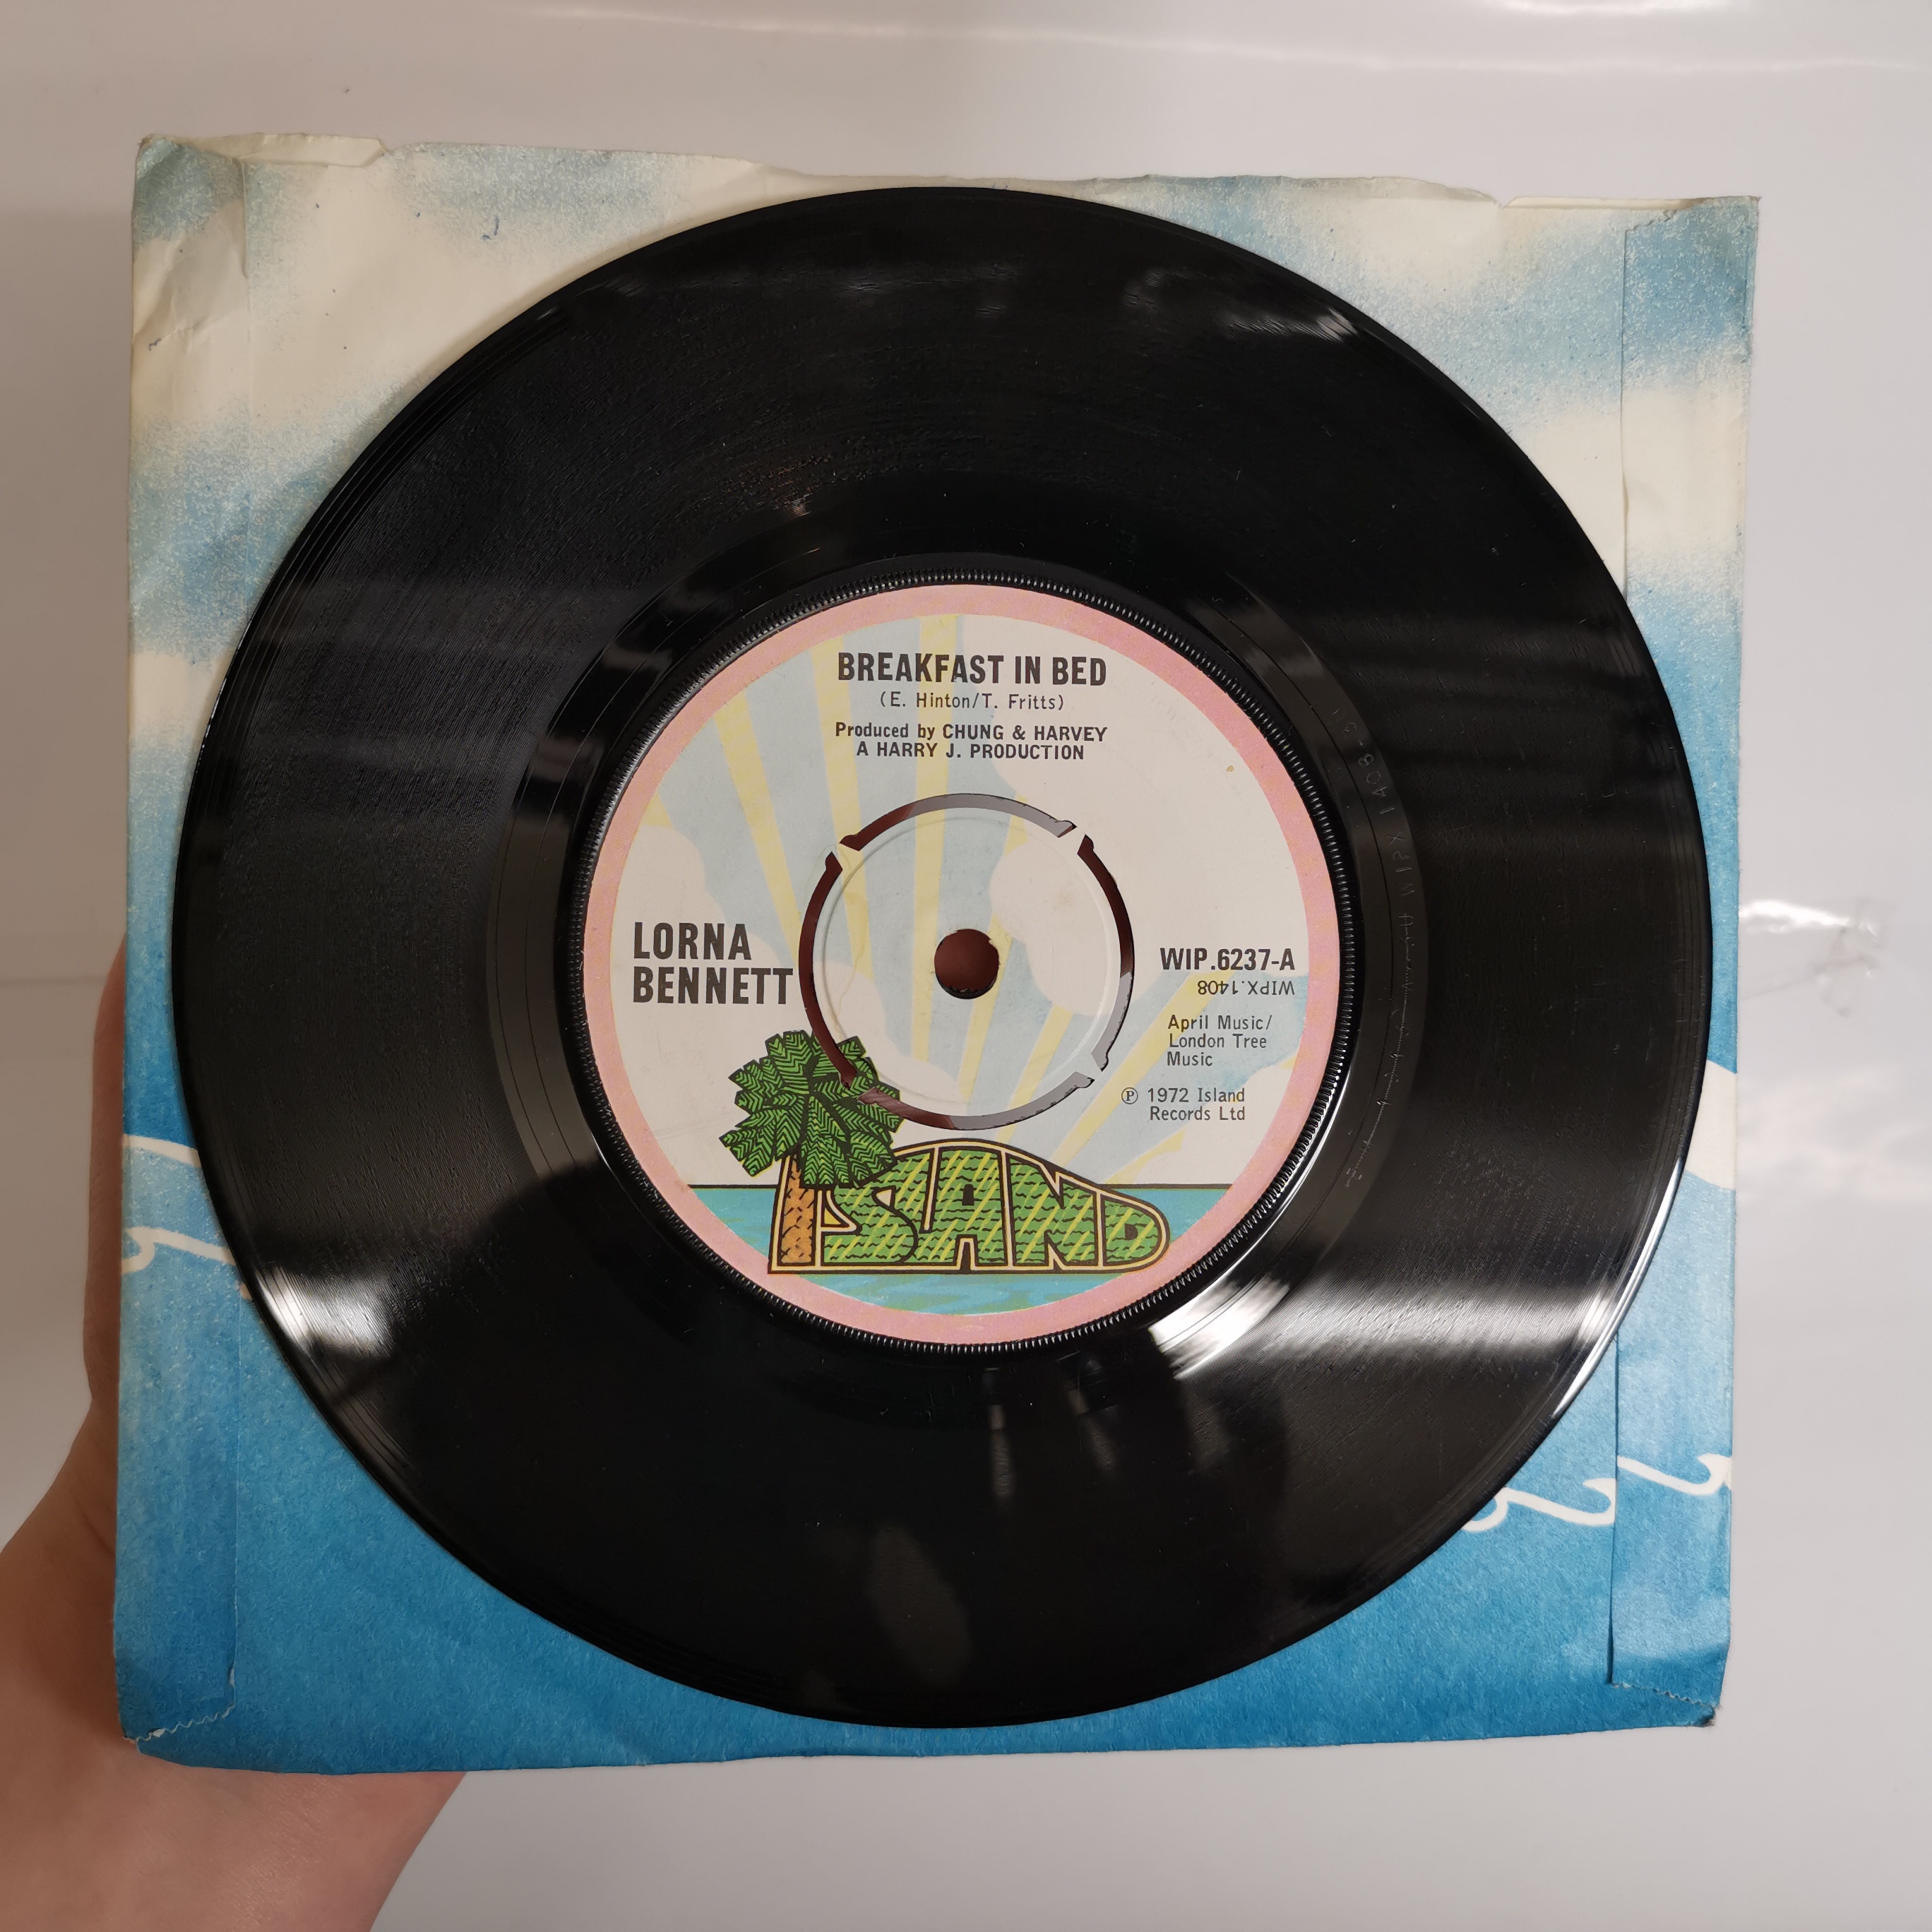 BREAKFAST IN BED
(E. Hinton/T. Fritts)
Produced by CHUNG & HARVEY
A HARRY J. PRODUCTION
LORNA
BENNETT
WIP.6237-A
WIPX.1408
April Music/
London Tree
Music
℗ 1972 Island
Records Ltd
ISLAND